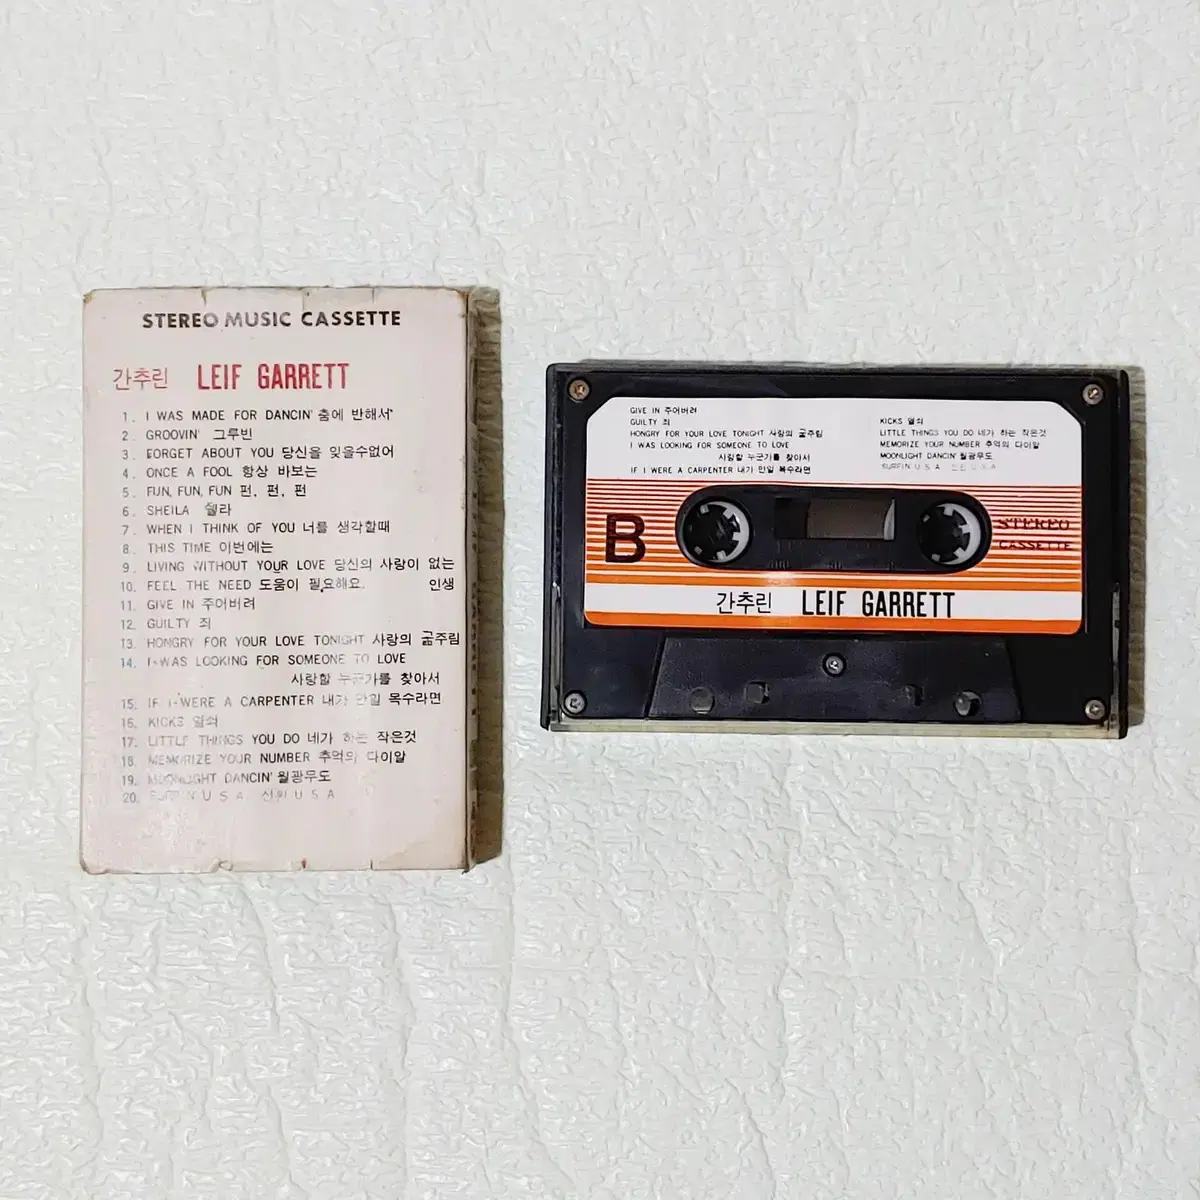 STEREO MUSIC CASSETTE
간추린 LEIF GARRETT
1. I WAS MADE FOR DANCIN' 춤에 반해서
2. GROOVIN' 그루빈
3. FORGET ABOUT YOU 당신을 잊을수없어
4. ONCE A FOOL 항상 바보는
5. FUN, FUN, FUN 펀, 펀, 펀
6. SHEILA 쉘라
7. WHEN I THINK OF YOU 너를 생각할때
8. THIS TIME 이번에는
9. LIVING WITHOUT YOUR LOVE 당신의 사랑이 없는
인생
10. FEEL THE NEED 도움이 필요해요.
11. GIVE IN 주어버려
12. GUILTY 죄
13. HONGRY FOR YOUR LOVE TONIGHT 사랑의 굶주림
14. I WAS LOOKING FOR SOMEONE TO LOVE
사랑할 누군가를 찾아서
15. IF I WERE A CARPENTER 내가 만일 목수라면
16. KICKS 열쇠
17. LITTLE THINGS YOU DO 네가 하는 작은것
18. MEMORIZE YOUR NUMBER 추억의 다이알
19. MOONLIGHT DANCIN' 월광무도
20. SURFIN U S A
GIVE IN 주어버려
GUILTY 죄
HONGRY FOR YOUR LOVE TONIGHT 사랑의 굶주림
I WAS LOOKING FOR SOMEONE TO LOVE
사랑할 누군가를 찾아서
IF I WERE A CARPENTER 내가 만일 목수라면
KICKS 열쇠
LITTLE THINGS YOU DO 네가 하는 작은것
MEMORIZE YOUR NUMBER 추억의 다이알
MOONLIGHT DANCIN' 월광무도
SURFIN U S A
B
STEREO
CASSETTE
간추린 LEIF GARRETT